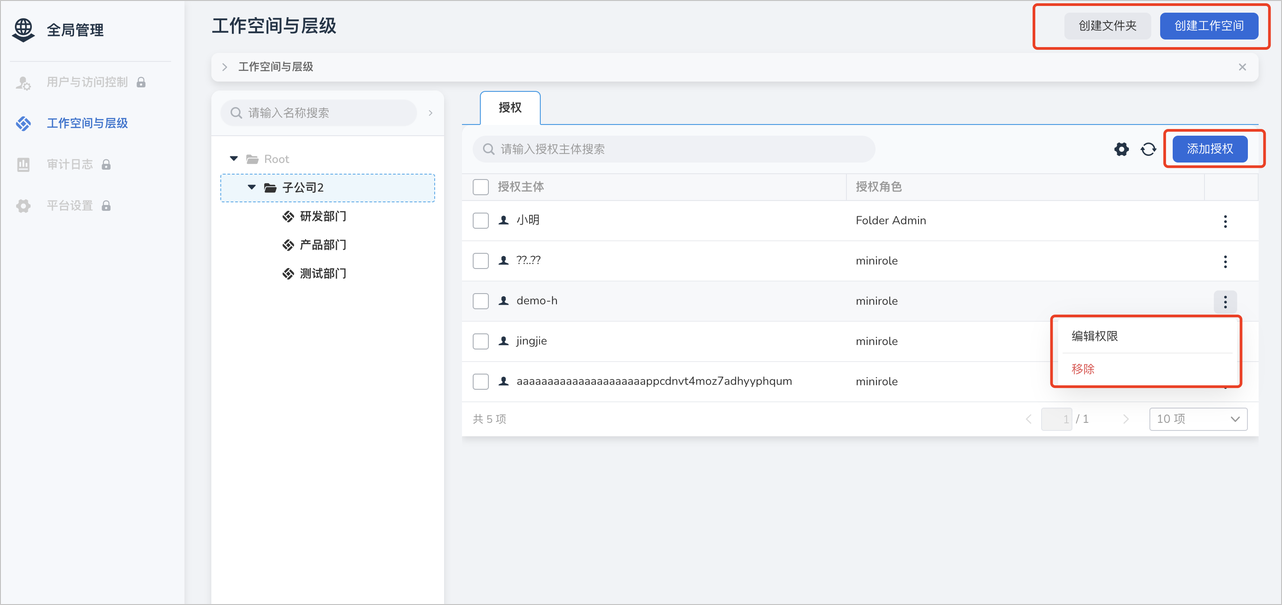 全局管理
用户与访问控制
工作空间与层级
审计日志
平台设置
工作空间与层级
创建文件夹
创建工作空间
工作空间与层级
请输入名称搜索
Root
子公司2
研发部门
产品部门
测试部门
授权
请输入授权主体搜索
添加授权
授权主体 授权角色
小明 Folder Admin
??..?? minirole
demo-h minirole
jingjie minirole
aaaaaaaaaaaaaaaaaaaaappcdnvt4moz7adhyyphqum minirole
编辑权限
移除
共 5 项
1 / 1
10 项